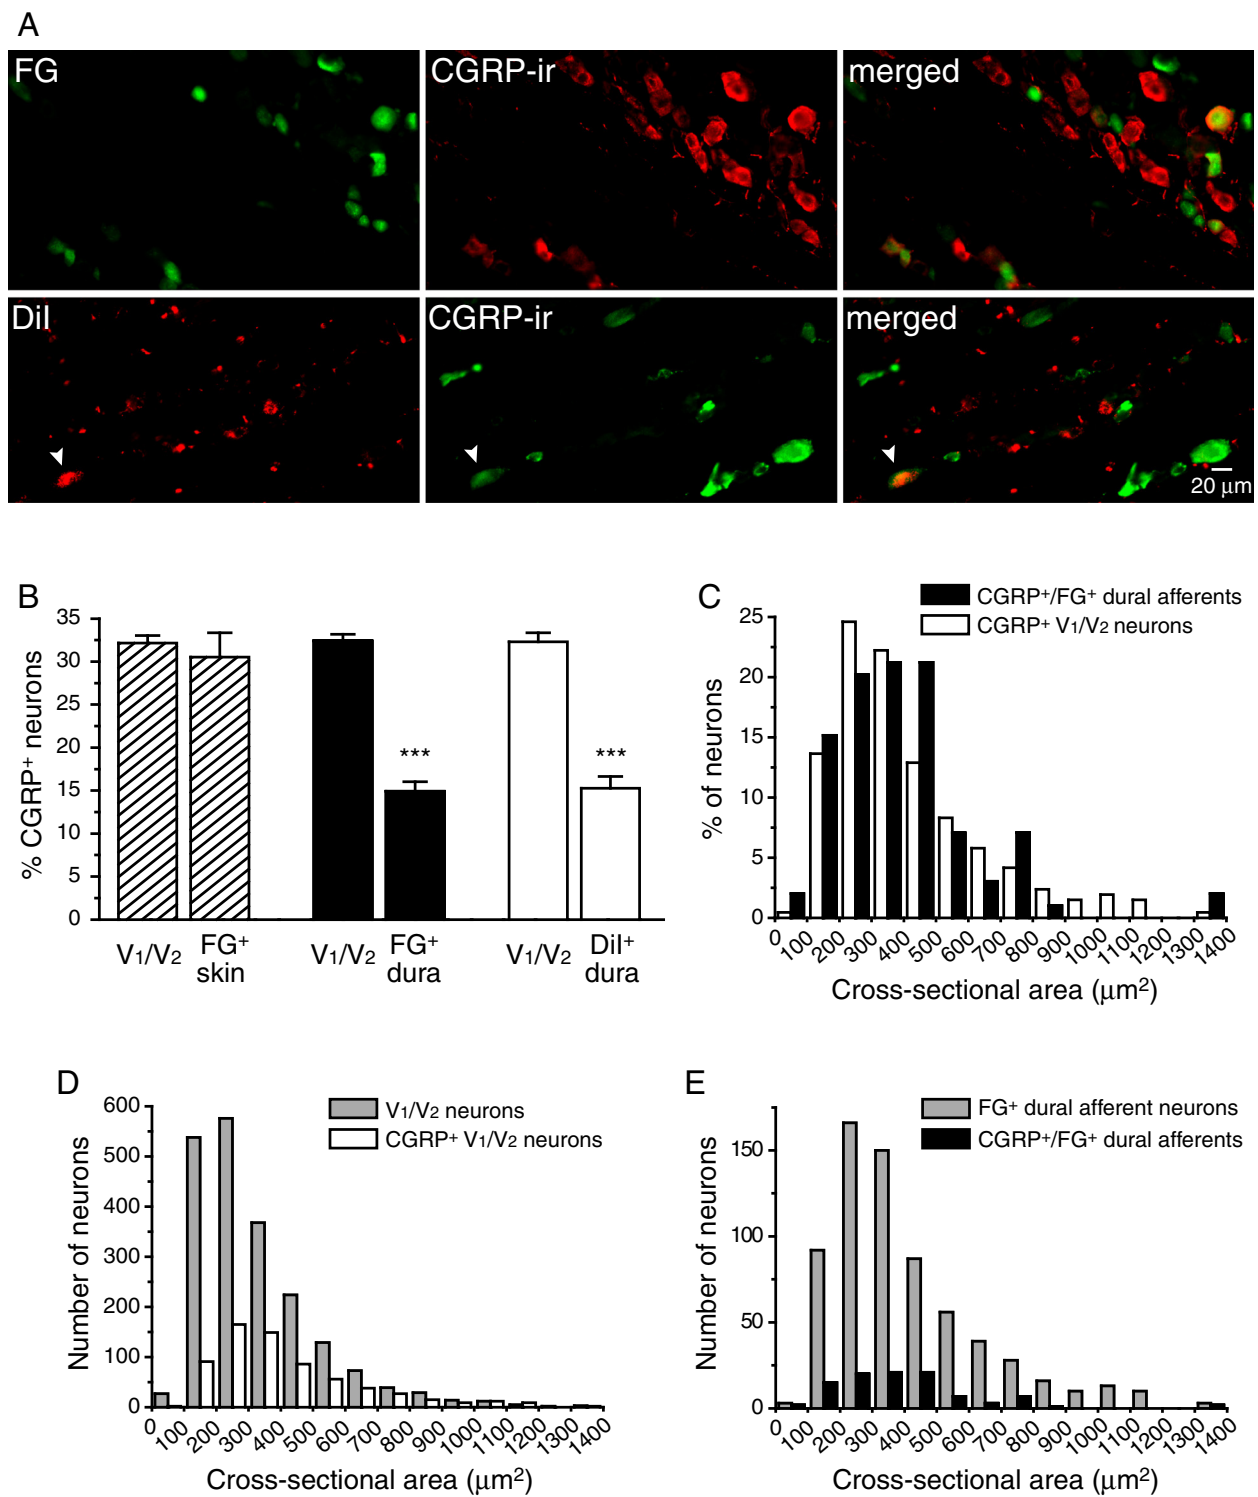 A
FG
CGRP-ir
merged
DiI
CGRP-ir
merged
20 μm
B
% CGRP⁺ neurons
35
30
25
20
15
10
5
0
***
***
V₁/V₂
FG⁺
skin
V₁/V₂
FG⁺
dura
V₁/V₂
DiI⁺
dura
C
CGRP⁺/FG⁺ dural afferents
CGRP⁺ V₁/V₂ neurons
% of neurons
25
20
15
10
5
0
0 100 200 300 400 500 600 700 800 900 1000 1100 1200 1300 1400
Cross-sectional area (μm²)
D
V₁/V₂ neurons
CGRP⁺ V₁/V₂ neurons
Number of neurons
600
500
400
300
200
100
0
0 100 200 300 400 500 600 700 800 900 1000 1100 1200 1300 1400
Cross-sectional area (μm²)
E
FG⁺ dural afferent neurons
CGRP⁺/FG⁺ dural afferents
Number of neurons
150
100
50
0
0 100 200 300 400 500 600 700 800 900 1000 1100 1200 1300 1400
Cross-sectional area (μm²)